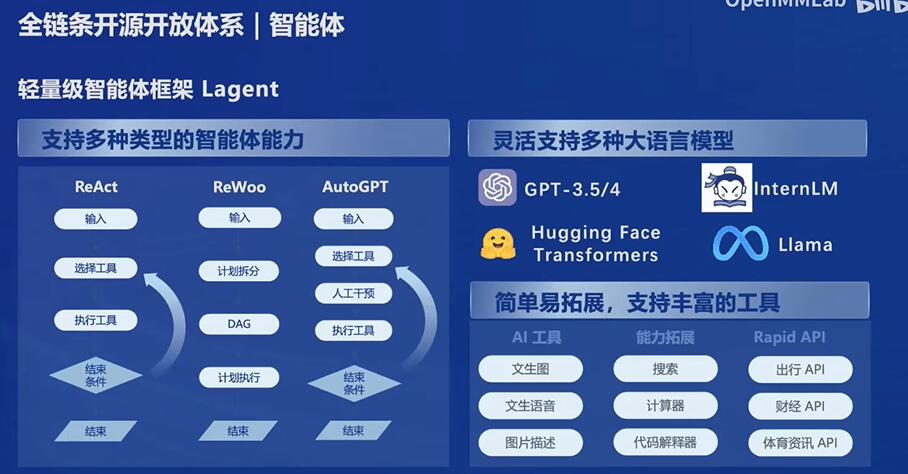 OpenMMLab BiliBili
全链条开源开放体系｜智能体
轻量级智能体框架 Lagent
支持多种类型的智能体能力
ReAct
输入
选择工具
执行工具
结束
条件
结束
ReWoo
输入
计划拆分
DAG
计划执行
结束
AutoGPT
输入
选择工具
人工干预
执行工具
结束
条件
结束
灵活支持多种大语言模型
GPT-3.5/4
InternLM
Hugging Face
Transformers
Llama
简单易拓展，支持丰富的工具
AI 工具
文生图
文生语音
图片描述
能力拓展
搜索
计算器
代码解释器
Rapid API
出行 API
财经 API
体育资讯 API